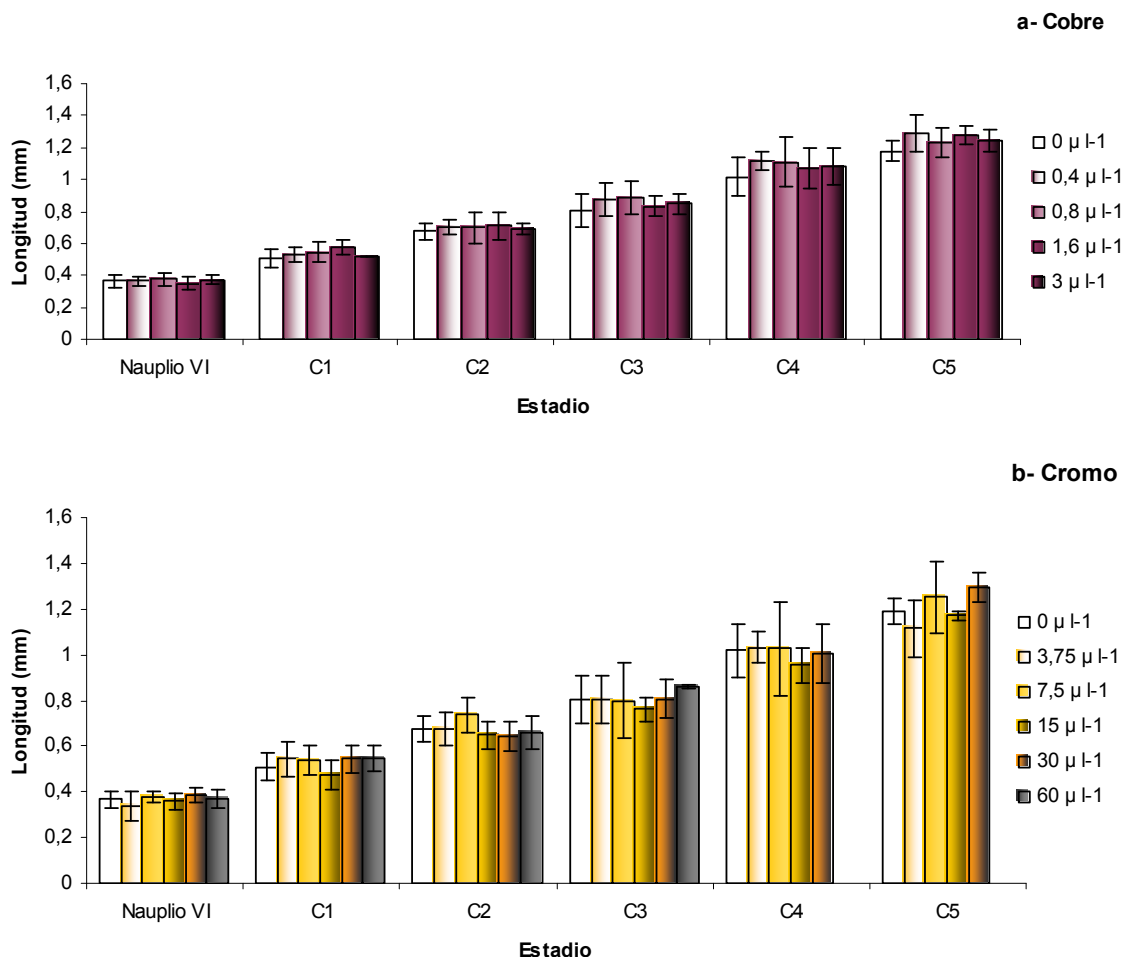 a- Cobre
1,6
1,4
1,2
1
0,8
0,6
0,4
0,2
0
Longitud (mm)
Nauplio VI C1 C2 C3 C4 C5
Estadio
0 µ l-1
0,4 µ l-1
0,8 µ l-1
1,6 µ l-1
3 µ l-1
b- Cromo
1,6
1,4
1,2
1
0,8
0,6
0,4
0,2
0
Longitud (mm)
Nauplio VI C1 C2 C3 C4 C5
Estadio
0 µ l-1
3,75 µ l-1
7,5 µ l-1
15 µ l-1
30 µ l-1
60 µ l-1